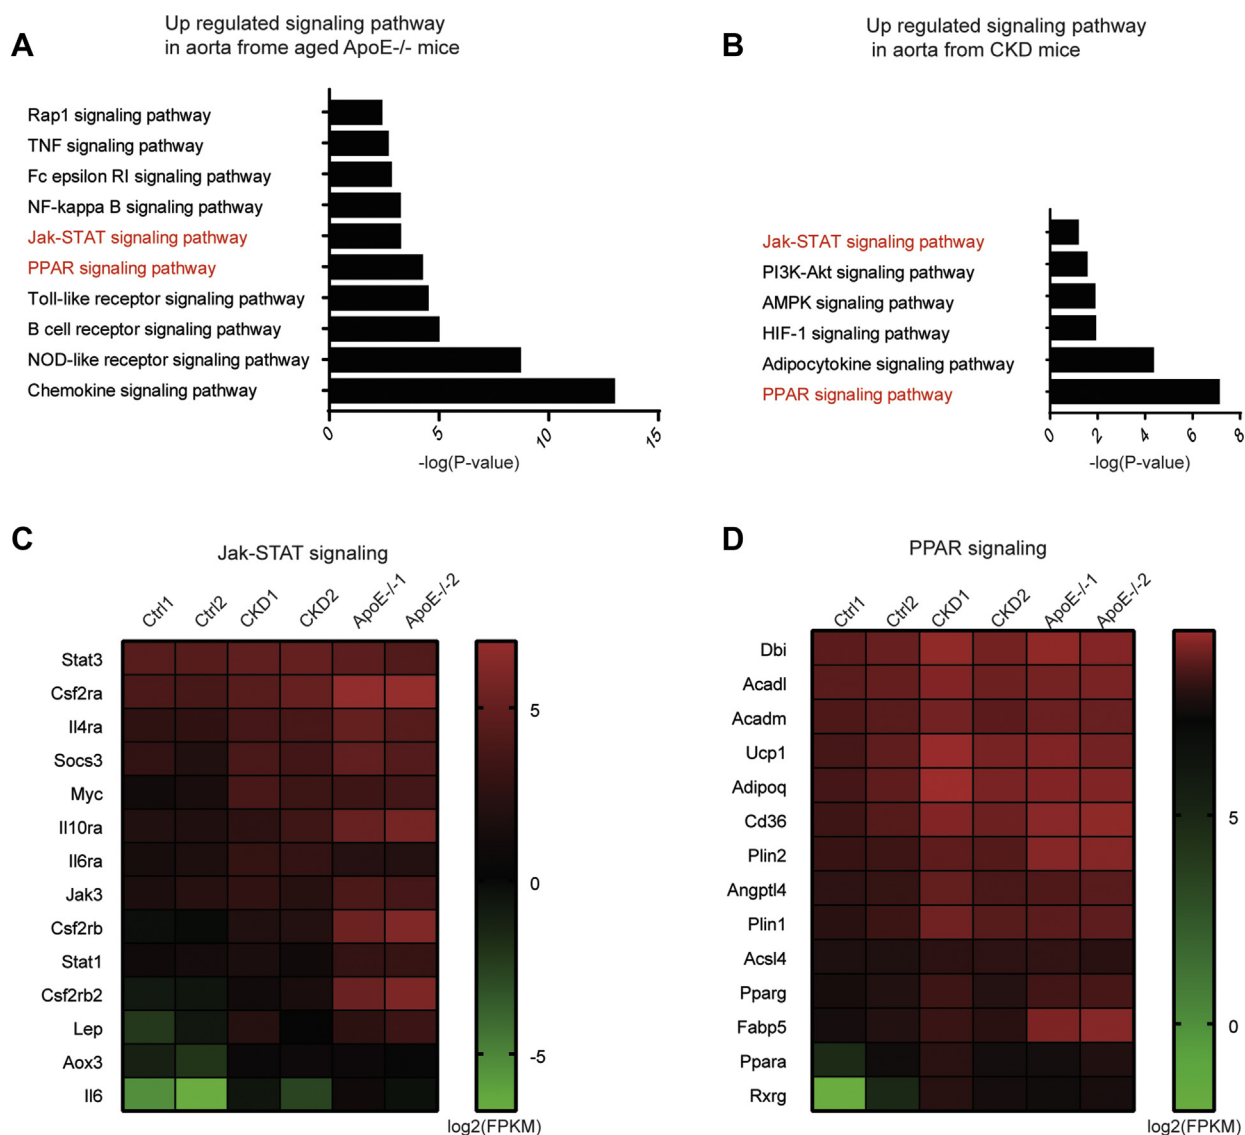 A
Up regulated signaling pathway
in aorta frome aged ApoE-/- mice
Rap1 signaling pathway
TNF signaling pathway
Fc epsilon RI signaling pathway
NF-kappa B signaling pathway
Jak-STAT signaling pathway
PPAR signaling pathway
Toll-like receptor signaling pathway
B cell receptor signaling pathway
NOD-like receptor signaling pathway
Chemokine signaling pathway
0 5 10 15
-log(P-value)
B
Up regulated signaling pathway
in aorta from CKD mice
Jak-STAT signaling pathway
PI3K-Akt signaling pathway
AMPK signaling pathway
HIF-1 signaling pathway
Adipocytokine signaling pathway
PPAR signaling pathway
0 2 4 6 8
-log(P-value)
C
Jak-STAT signaling
Ctrl1 Ctrl2 CKD1 CKD2 ApoE-/-1 ApoE-/-2
Stat3
Csf2ra
Il4ra
Socs3
Myc
Il10ra
Il6ra
Jak3
Csf2rb
Stat1
Csf2rb2
Lep
Aox3
Il6
5
0
-5
log2(FPKM)
D
PPAR signaling
Ctrl1 Ctrl2 CKD1 CKD2 ApoE-/-1 ApoE-/-2
Dbi
Acadl
Acadm
Ucp1
Adipoq
Cd36
Plin2
Angptl4
Plin1
Acsl4
Pparg
Fabp5
Ppara
Rxrg
5
0
log2(FPKM)